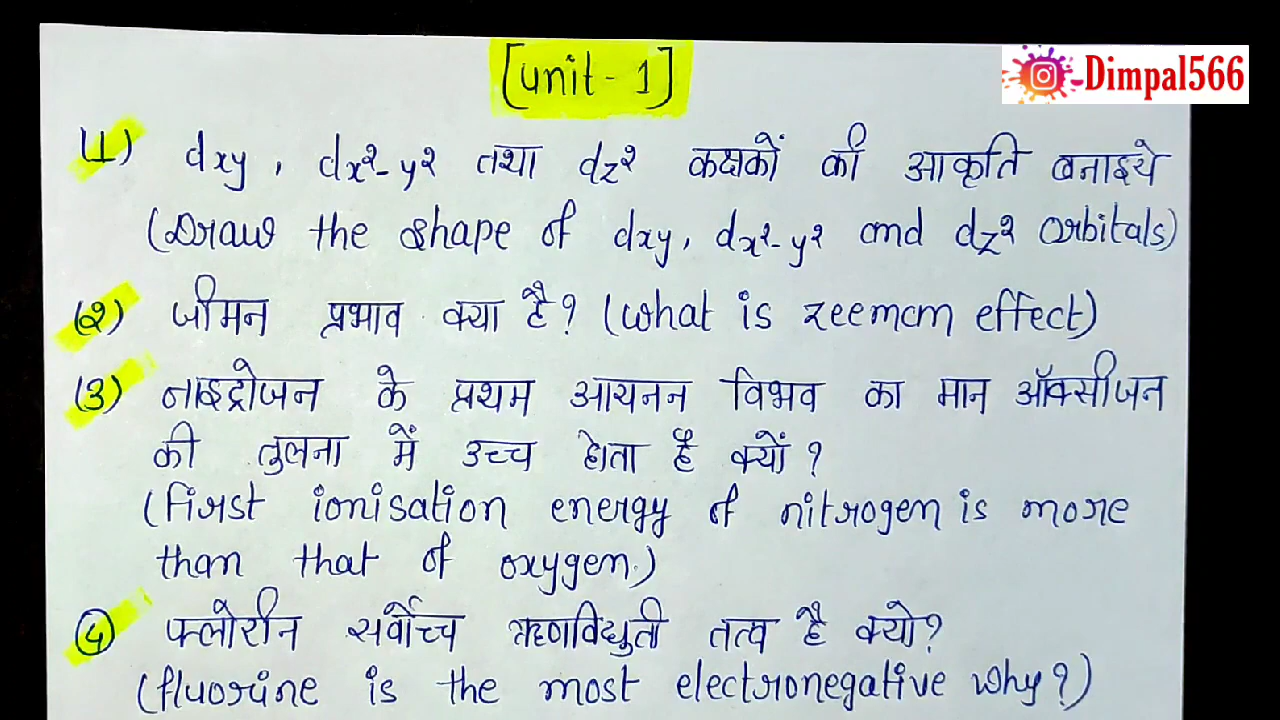 [unit - 1]
Dimpal566
(1) dxy, dx²-y² तथा dz² कक्षकों की आकृति बनाइये
(Draw the shape of dxy, dx²-y² and dz² orbitals)
(2) जीमन प्रभाव क्या है? (what is zeeman effect)
(3) नाइट्रोजन के प्रथम आयनन विभव का मान ऑक्सीजन
की तुलना में उच्च होता है क्यों?
(First ionisation energy of nitrogen is more
than that of oxygen.)
(4) फ्लोरीन सर्वोच्च ऋणविद्युती तत्व है क्यो?
(fluorine is the most electronegative why?)